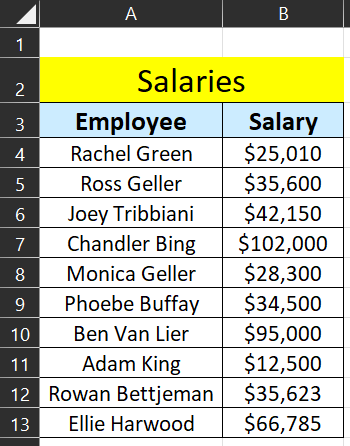 A B
1
2 Salaries
3 Employee Salary
4 Rachel Green $25,010
5 Ross Geller $35,600
6 Joey Tribbiani $42,150
7 Chandler Bing $102,000
8 Monica Geller $28,300
9 Phoebe Buffay $34,500
10 Ben Van Lier $95,000
11 Adam King $12,500
12 Rowan Bettjeman $35,623
13 Ellie Harwood $66,785